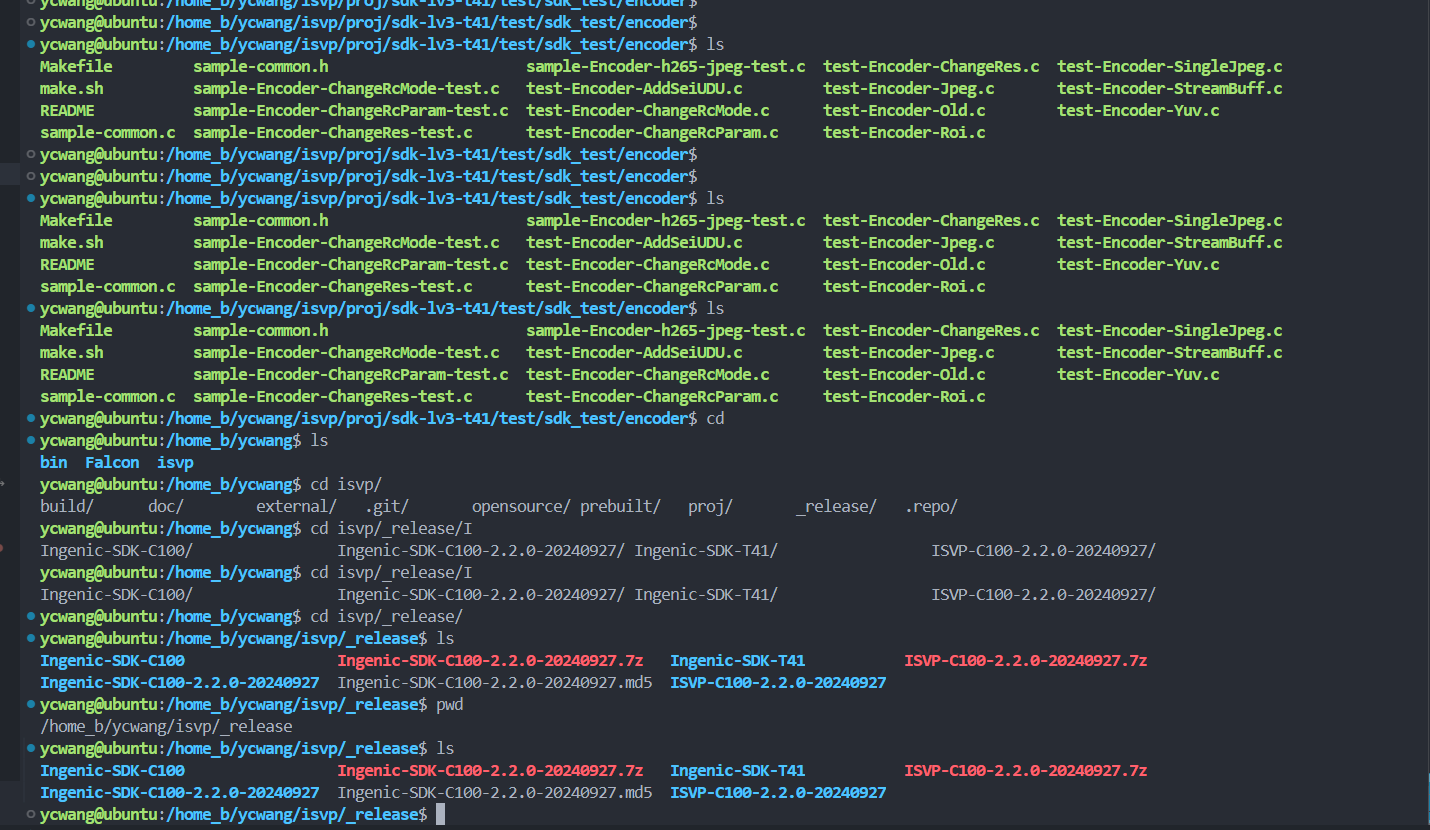 ycwang@ubuntu:/home_b/ycwang/isvp/proj/sdk-lv3-t41/test/sdk_test/encoder$
ycwang@ubuntu:/home_b/ycwang/isvp/proj/sdk-lv3-t41/test/sdk_test/encoder$
ycwang@ubuntu:/home_b/ycwang/isvp/proj/sdk-lv3-t41/test/sdk_test/encoder$ ls
Makefile sample-common.h sample-Encoder-h265-jpeg-test.c test-Encoder-ChangeRes.c test-Encoder-SingleJpeg.c
make.sh sample-Encoder-ChangeRcMode-test.c test-Encoder-AddSeiUDU.c test-Encoder-Jpeg.c test-Encoder-StreamBuff.c
README sample-Encoder-ChangeRcParam-test.c test-Encoder-ChangeRcMode.c test-Encoder-Old.c test-Encoder-Yuv.c
sample-common.c sample-Encoder-ChangeRes-test.c test-Encoder-ChangeRcParam.c test-Encoder-Roi.c
ycwang@ubuntu:/home_b/ycwang/isvp/proj/sdk-lv3-t41/test/sdk_test/encoder$
ycwang@ubuntu:/home_b/ycwang/isvp/proj/sdk-lv3-t41/test/sdk_test/encoder$
ycwang@ubuntu:/home_b/ycwang/isvp/proj/sdk-lv3-t41/test/sdk_test/encoder$ ls
Makefile sample-common.h sample-Encoder-h265-jpeg-test.c test-Encoder-ChangeRes.c test-Encoder-SingleJpeg.c
make.sh sample-Encoder-ChangeRcMode-test.c test-Encoder-AddSeiUDU.c test-Encoder-Jpeg.c test-Encoder-StreamBuff.c
README sample-Encoder-ChangeRcParam-test.c test-Encoder-ChangeRcMode.c test-Encoder-Old.c test-Encoder-Yuv.c
sample-common.c sample-Encoder-ChangeRes-test.c test-Encoder-ChangeRcParam.c test-Encoder-Roi.c
ycwang@ubuntu:/home_b/ycwang/isvp/proj/sdk-lv3-t41/test/sdk_test/encoder$ ls
Makefile sample-common.h sample-Encoder-h265-jpeg-test.c test-Encoder-ChangeRes.c test-Encoder-SingleJpeg.c
make.sh sample-Encoder-ChangeRcMode-test.c test-Encoder-AddSeiUDU.c test-Encoder-Jpeg.c test-Encoder-StreamBuff.c
README sample-Encoder-ChangeRcParam-test.c test-Encoder-ChangeRcMode.c test-Encoder-Old.c test-Encoder-Yuv.c
sample-common.c sample-Encoder-ChangeRes-test.c test-Encoder-ChangeRcParam.c test-Encoder-Roi.c
ycwang@ubuntu:/home_b/ycwang/isvp/proj/sdk-lv3-t41/test/sdk_test/encoder$ cd
ycwang@ubuntu:/home_b/ycwang$ ls
bin Falcon isvp
ycwang@ubuntu:/home_b/ycwang$ cd isvp/
build/ doc/ external/ .git/ opensource/ prebuilt/ proj/ _release/ .repo/
ycwang@ubuntu:/home_b/ycwang$ cd isvp/_release/I
Ingenic-SDK-C100/ Ingenic-SDK-C100-2.2.0-20240927/ Ingenic-SDK-T41/ ISVP-C100-2.2.0-20240927/
ycwang@ubuntu:/home_b/ycwang$ cd isvp/_release/I
Ingenic-SDK-C100/ Ingenic-SDK-C100-2.2.0-20240927/ Ingenic-SDK-T41/ ISVP-C100-2.2.0-20240927/
ycwang@ubuntu:/home_b/ycwang$ cd isvp/_release/
ycwang@ubuntu:/home_b/ycwang/isvp/_release$ ls
Ingenic-SDK-C100 Ingenic-SDK-C100-2.2.0-20240927.7z Ingenic-SDK-T41 ISVP-C100-2.2.0-20240927.7z
Ingenic-SDK-C100-2.2.0-20240927 Ingenic-SDK-C100-2.2.0-20240927.md5 ISVP-C100-2.2.0-20240927
ycwang@ubuntu:/home_b/ycwang/isvp/_release$ pwd
/home_b/ycwang/isvp/_release
ycwang@ubuntu:/home_b/ycwang/isvp/_release$ ls
Ingenic-SDK-C100 Ingenic-SDK-C100-2.2.0-20240927.7z Ingenic-SDK-T41 ISVP-C100-2.2.0-20240927.7z
Ingenic-SDK-C100-2.2.0-20240927 Ingenic-SDK-C100-2.2.0-20240927.md5 ISVP-C100-2.2.0-20240927
ycwang@ubuntu:/home_b/ycwang/isvp/_release$